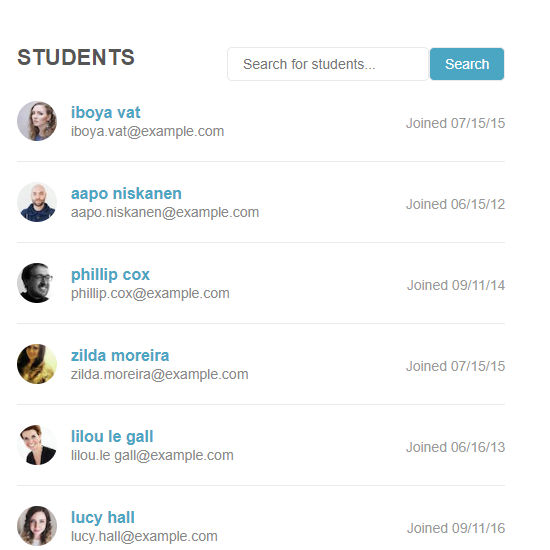 STUDENTS
Search for students...
Search
iboya vat
iboya.vat@example.com
Joined 07/15/15
aapo niskanen
aapo.niskanen@example.com
Joined 06/15/12
phillip cox
phillip.cox@example.com
Joined 09/11/14
zilda moreira
zilda.moreira@example.com
Joined 07/15/15
lilou le gall
lilou.le gall@example.com
Joined 06/16/13
lucy hall
lucy.hall@example.com
Joined 09/11/16